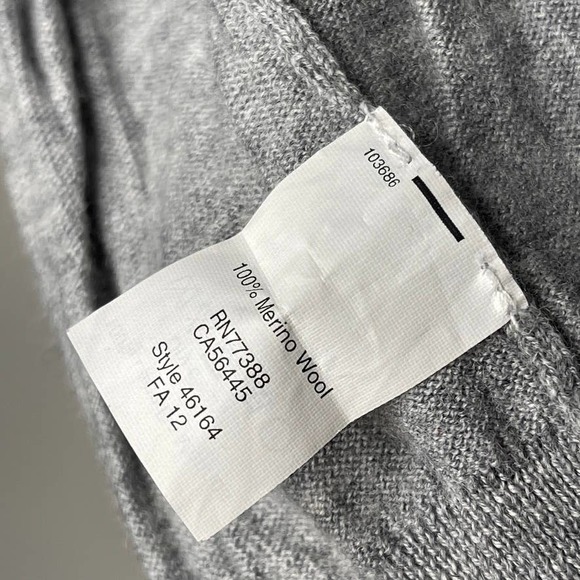 103686
100% Merino Wool
RN77388
CA56445
Style 46164
FA 12